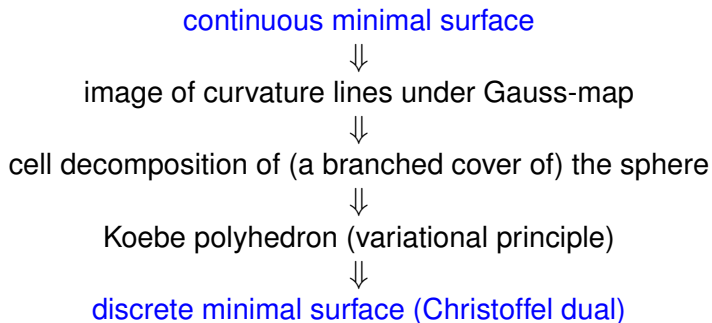 continuous minimal surface
⇓
image of curvature lines under Gauss-map
⇓
cell decomposition of (a branched cover of) the sphere
⇓
Koebe polyhedron (variational principle)
⇓
discrete minimal surface (Christoffel dual)